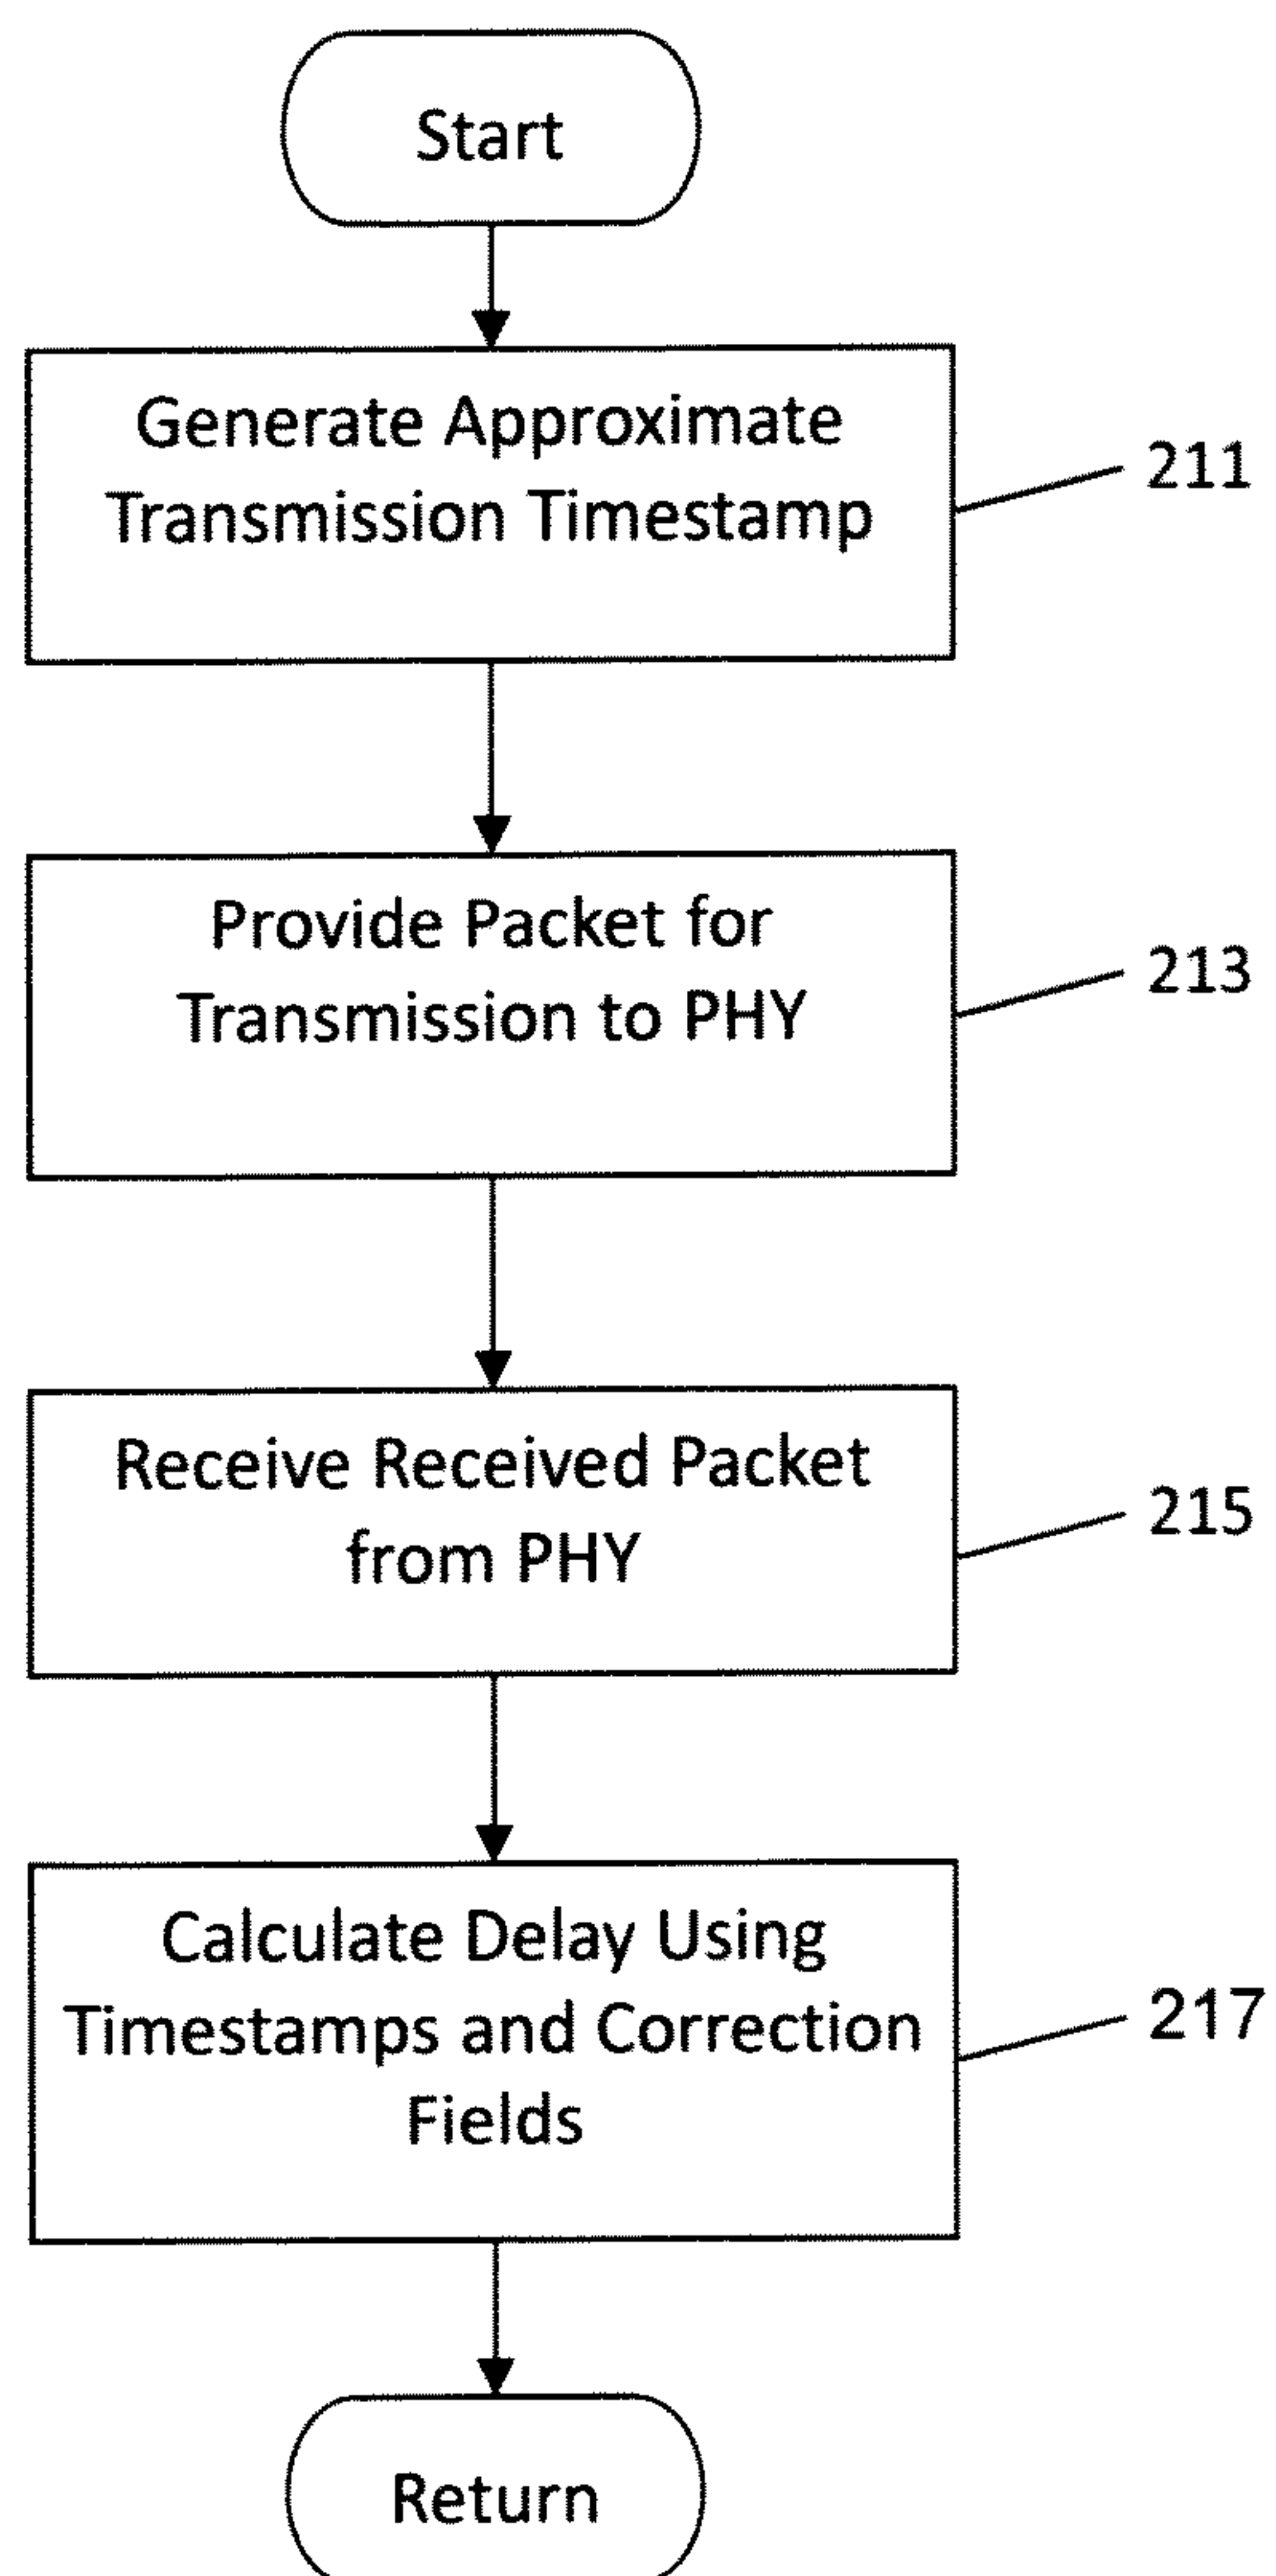 Start
Generate Approximate
Transmission Timestamp
211
Provide Packet for
Transmission to PHY
213
Receive Received Packet
from PHY
215
Calculate Delay Using
Timestamps and Correction
Fields
217
Return